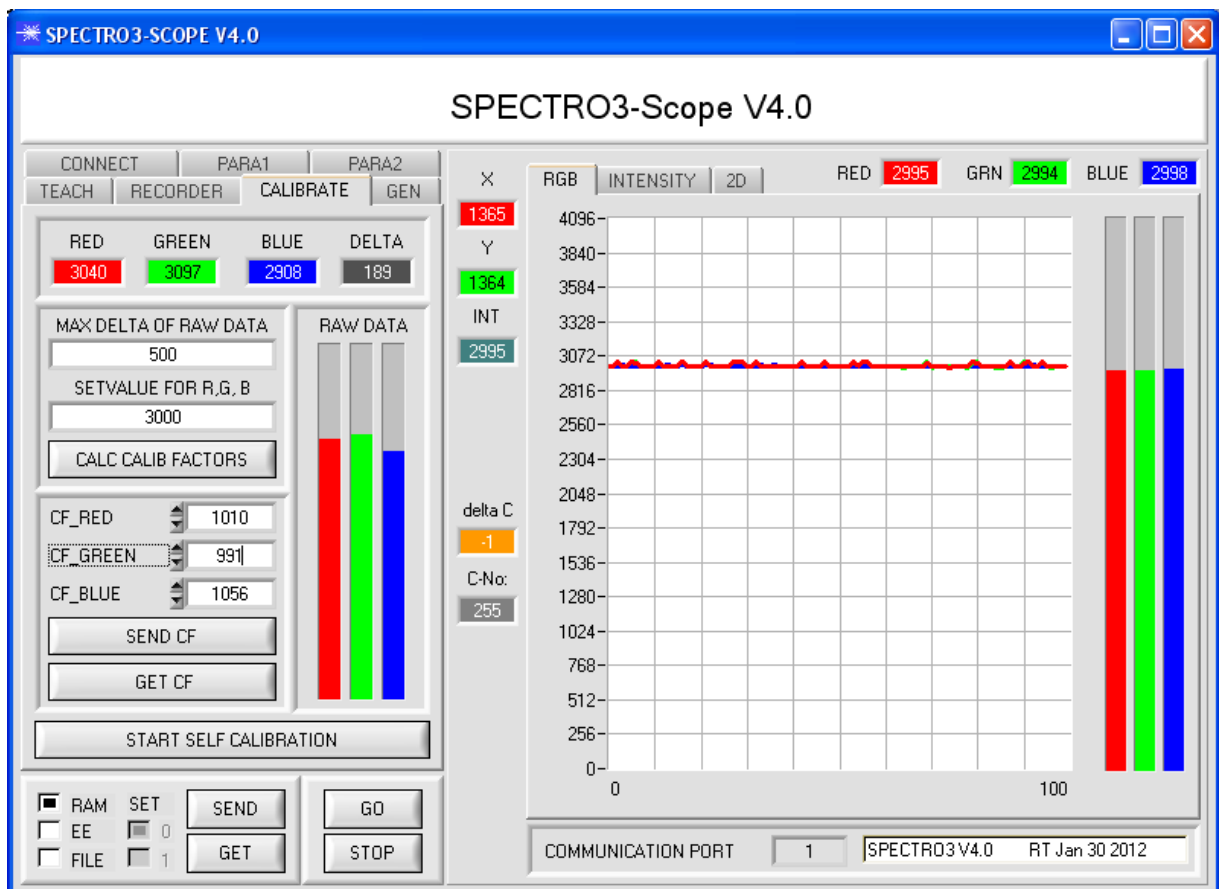 SPECTRO3-SCOPE V4.0
SPECTRO3-Scope V4.0
CONNECT PARA1 PARA2
TEACH RECORDER CALIBRATE GEN
RED GREEN BLUE DELTA
3040 3097 2908 189
MAX DELTA OF RAW DATA
500
SETVALUE FOR R,G, B
3000
CALC CALIB FACTORS
RAW DATA
CF_RED 1010
CF_GREEN 991
CF_BLUE 1056
SEND CF
GET CF
START SELF CALIBRATION
RAM SET
EE 0
FILE 1
SEND
GET
GO
STOP
X
1365
Y
1364
INT
2995
delta C
-1
C-No:
255
RGB INTENSITY 2D
RED 2995 GRN 2994 BLUE 2998
4096
3840
3584
3328
3072
2816
2560
2304
2048
1792
1536
1280
1024
768
512
256
0
0 100
COMMUNICATION PORT 1 SPECTRO3 V4.0 RT Jan 30 2012